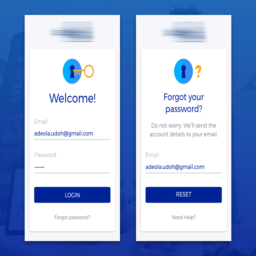 Welcome!
Email
adeola.udoh@gmail.com
Password
LOGIN
Forgot password?
?
Forgot your
password?
Do not worry. We'll send the
account details to your email.
Email
adeola.udoh@gmail.com
RESET
Need Help?